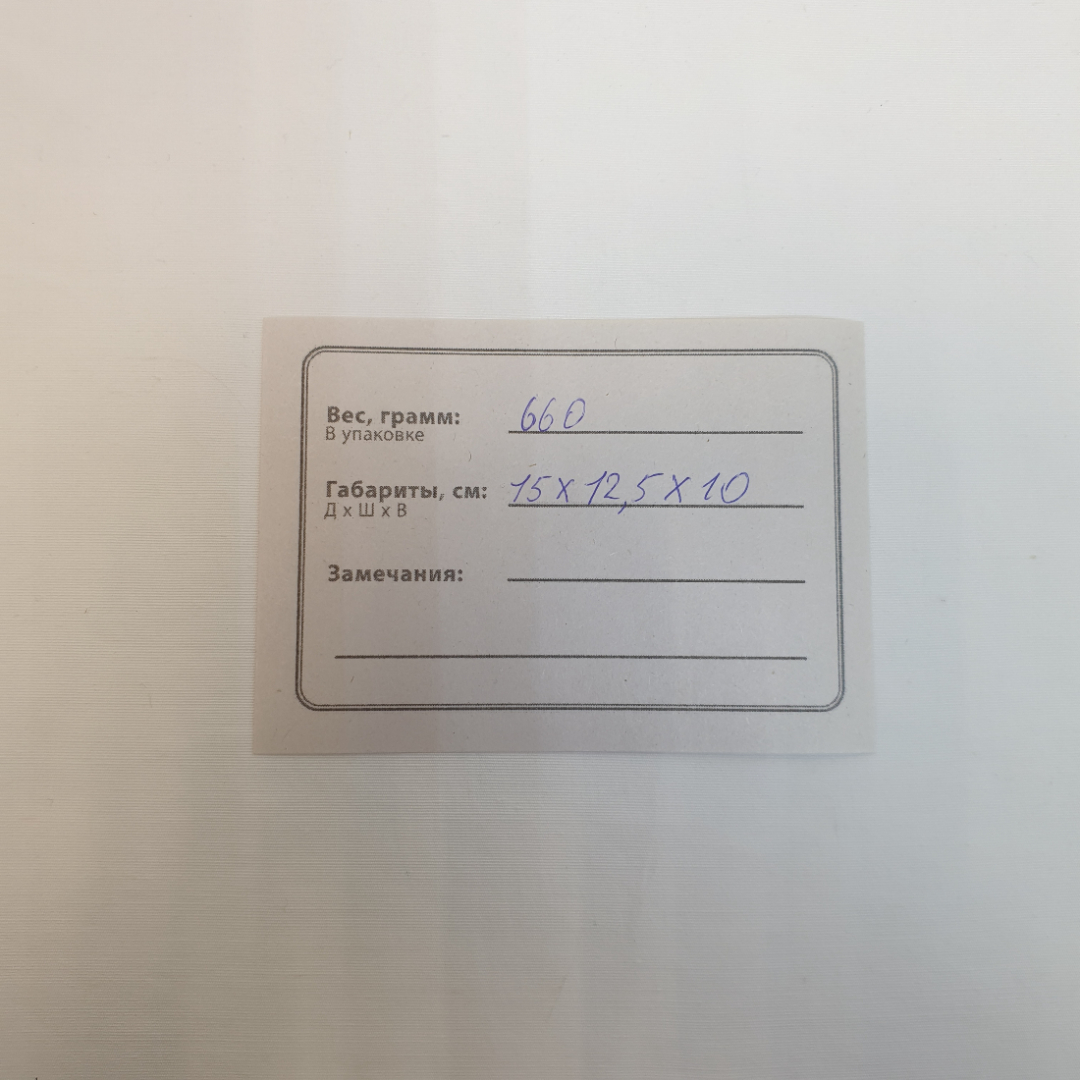 Вес, грамм: 660
В упаковке
Габариты, см: 15 x 12,5 x 10
Д х Ш х В
Замечания: